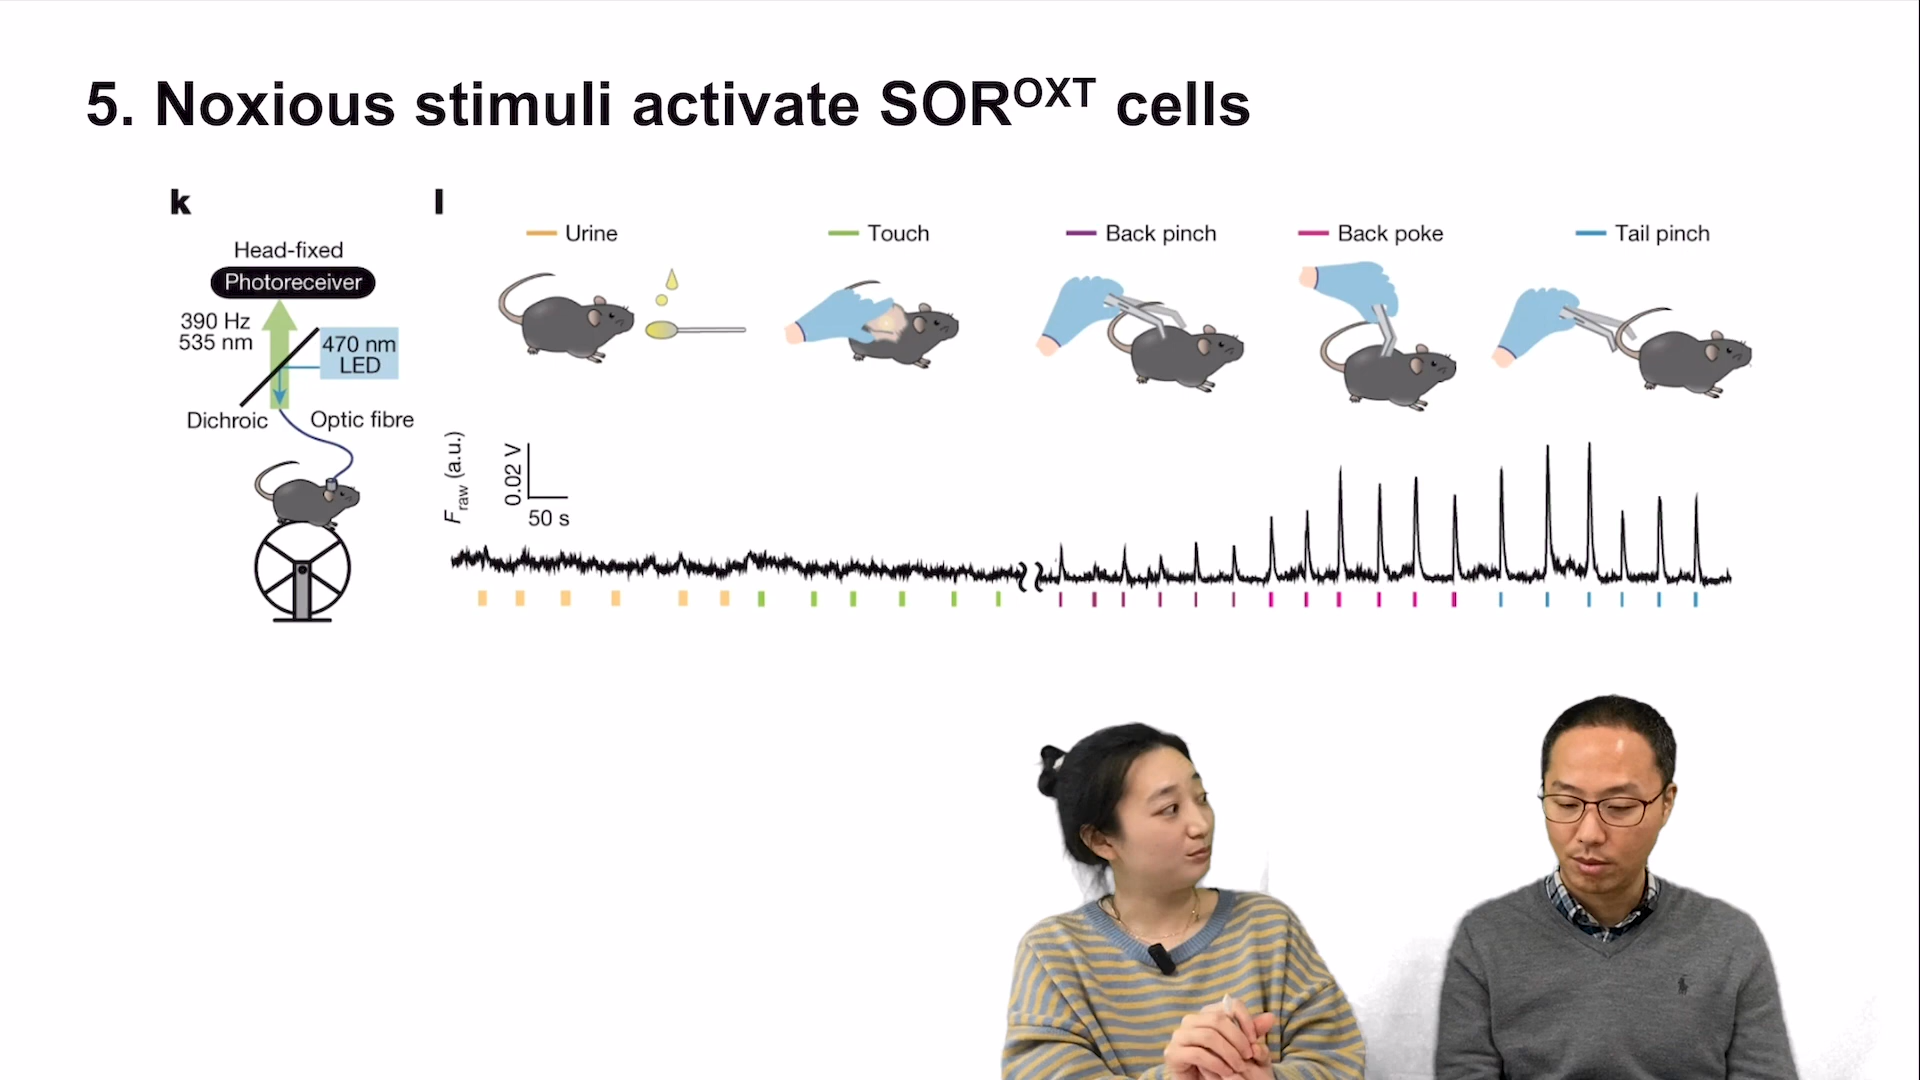 5. Noxious stimuli activate SOR^OXT cells
k
Head-fixed
Photoreceiver
390 Hz
535 nm
470 nm
LED
Dichroic
Optic fibre
l
Urine
Touch
Back pinch
Back poke
Tail pinch
F_raw (a.u.)
0.02 V
50 s